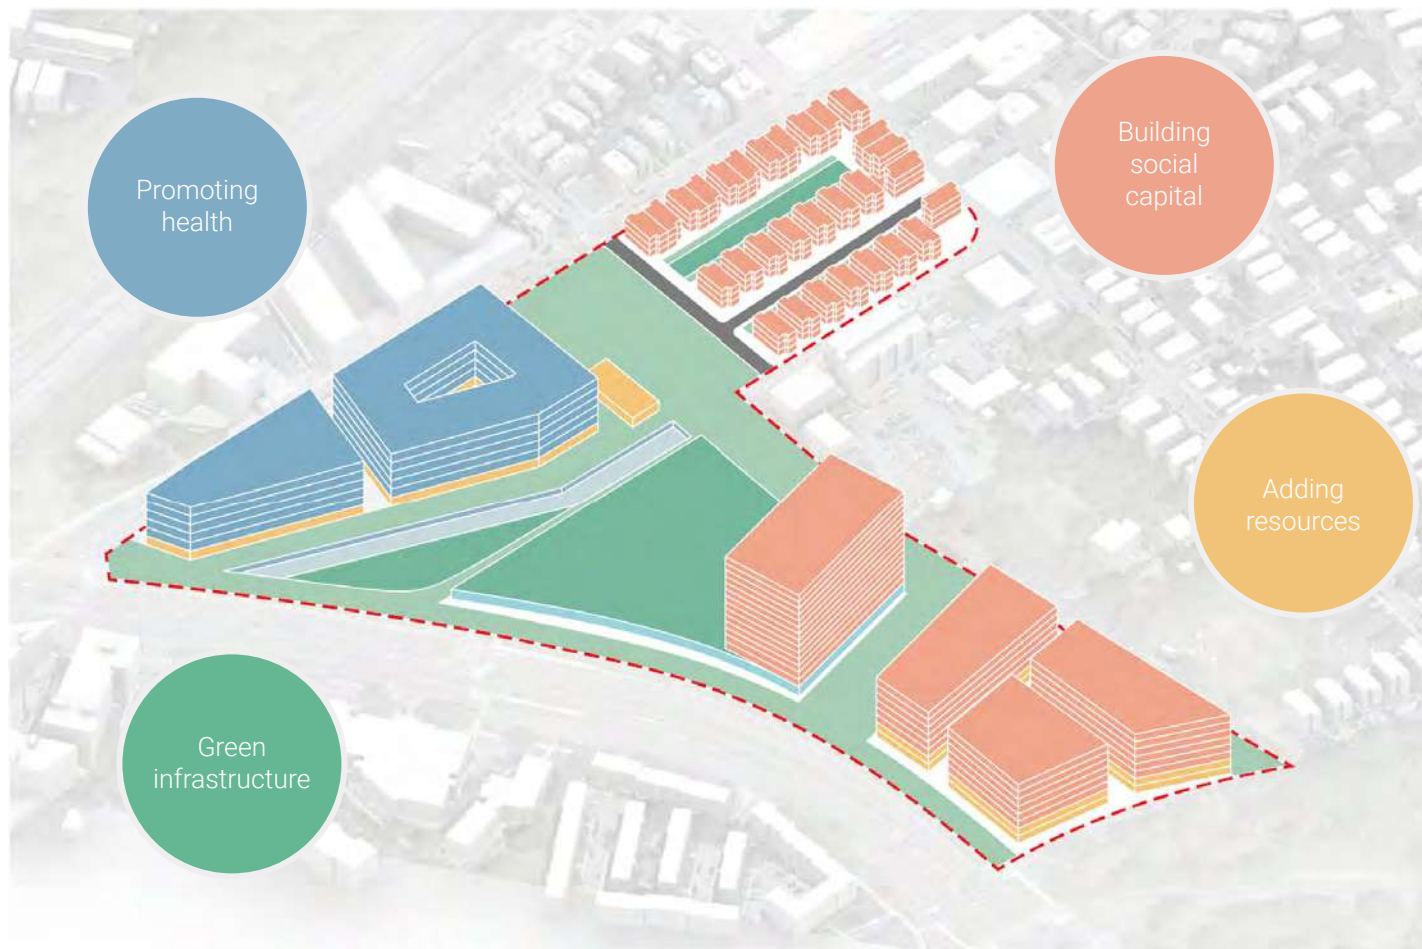 Promoting
health
Building
social
capital
Adding
resources
Green
infrastructure